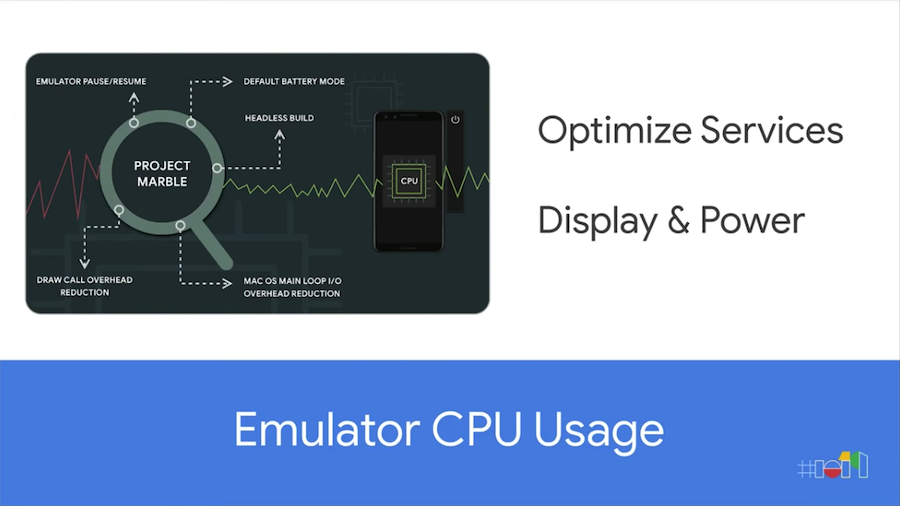 EMULATOR PAUSE/RESUME
DEFAULT BATTERY MODE
HEADLESS BUILD
PROJECT
MARBLE
CPU
DRAW CALL OVERHEAD
REDUCTION
MAC OS MAIN LOOP I/O
OVERHEAD REDUCTION
Optimize Services
Display & Power
Emulator CPU Usage
#io19